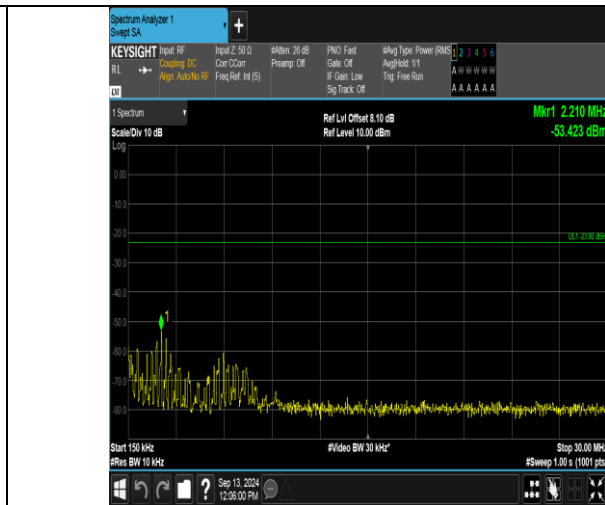 Spectrum Analyzer 1
Swept SA
+
KEYSIGHT
RL
LXI
Input: RF
Coupling: DC
Align: Auto/No RF
Input Z: 50 Ω
Corr CCorr
Freq Ref: Int (S)
#Atten: 26 dB
Preamp: Off
PNO: Fast
Gate: Off
IF Gain: Low
Sig Track: Off
#Avg Type: Power (RMS
Avg|Hold: 1/1
Trig: Free Run
1 2 3 4 5 6
A W W W W W
A A A A A A
1 Spectrum
Scale/Div 10 dB
Log
Ref Lvl Offset 8.10 dB
Ref Level 10.00 dBm
Mkr1 2.210 MHz
-53.423 dBm
0.00
-10.0
-20.0
-30.0
-40.0
-50.0
-60.0
-70.0
-80.0
1
Start 150 kHz
#Res BW 10 kHz
#Video BW 30 kHz*
Stop 30.00 MHz
#Sweep 1.00 s (1001 pts
?
Sep 13, 2024
12:06:00 PM